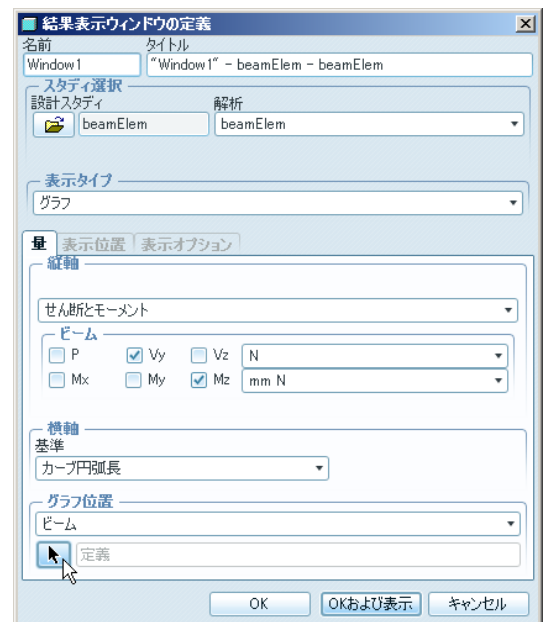 結果表示ウィンドウの定義
名前 タイトル
Window1 "Window1" - beamElem - beamElem
スタディ選択
設計スタディ 解析
beamElem beamElem
表示タイプ
グラフ
量 表示位置 表示オプション
縦軸
せん断とモーメント
ビーム
P Vy Vz N
Mx My Mz mm N
横軸
基準
カーブ円弧長
グラフ位置
ビーム
定義
OK OKおよび表示 キャンセル